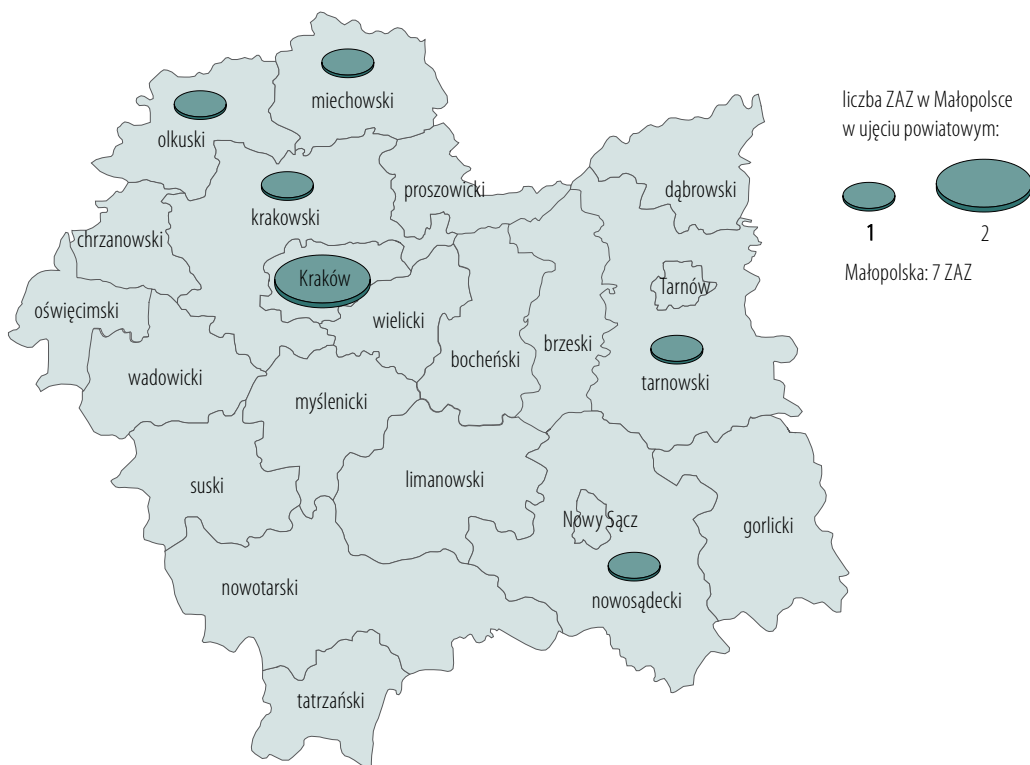 miechowski
olkuski
krakowski
proszowicki
dąbrowski
chrzanowski
Kraków
Tarnów
oświęcimski
wielicki
bocheński
brzeski
wadowicki
tarnowski
myślenicki
suski
limanowski
Nowy Sącz
gorlicki
nowotarski
nowosądecki
tatrzański
liczba ZAZ w Małopolsce
w ujęciu powiatowym:
1 2
Małopolska: 7 ZAZ